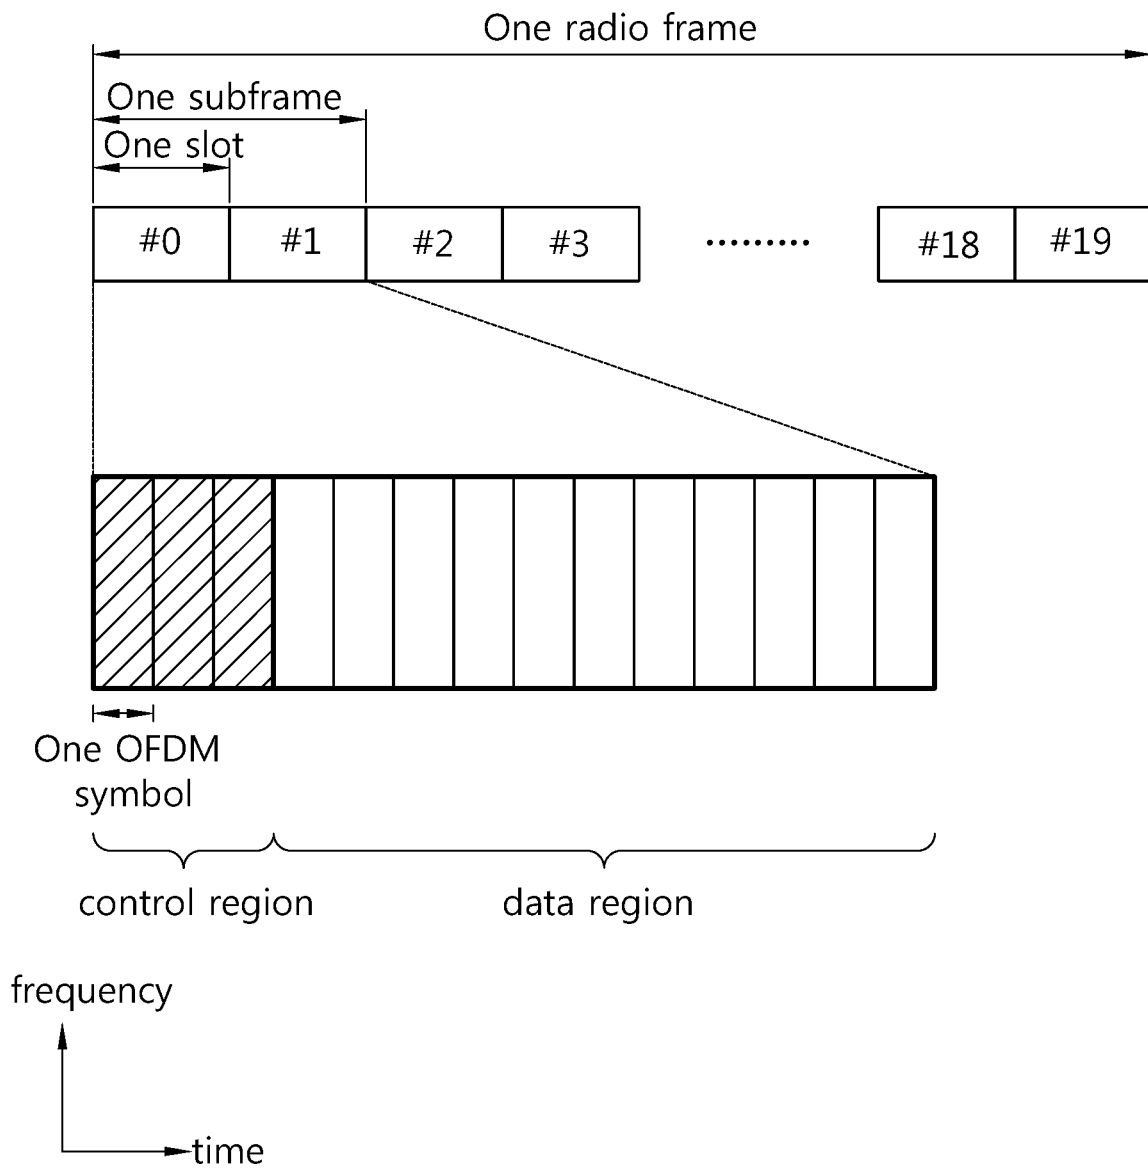 One radio frame
One subframe
One slot
#0 #1 #2 #3 ········· #18 #19
One OFDM
symbol
control region data region
frequency
time